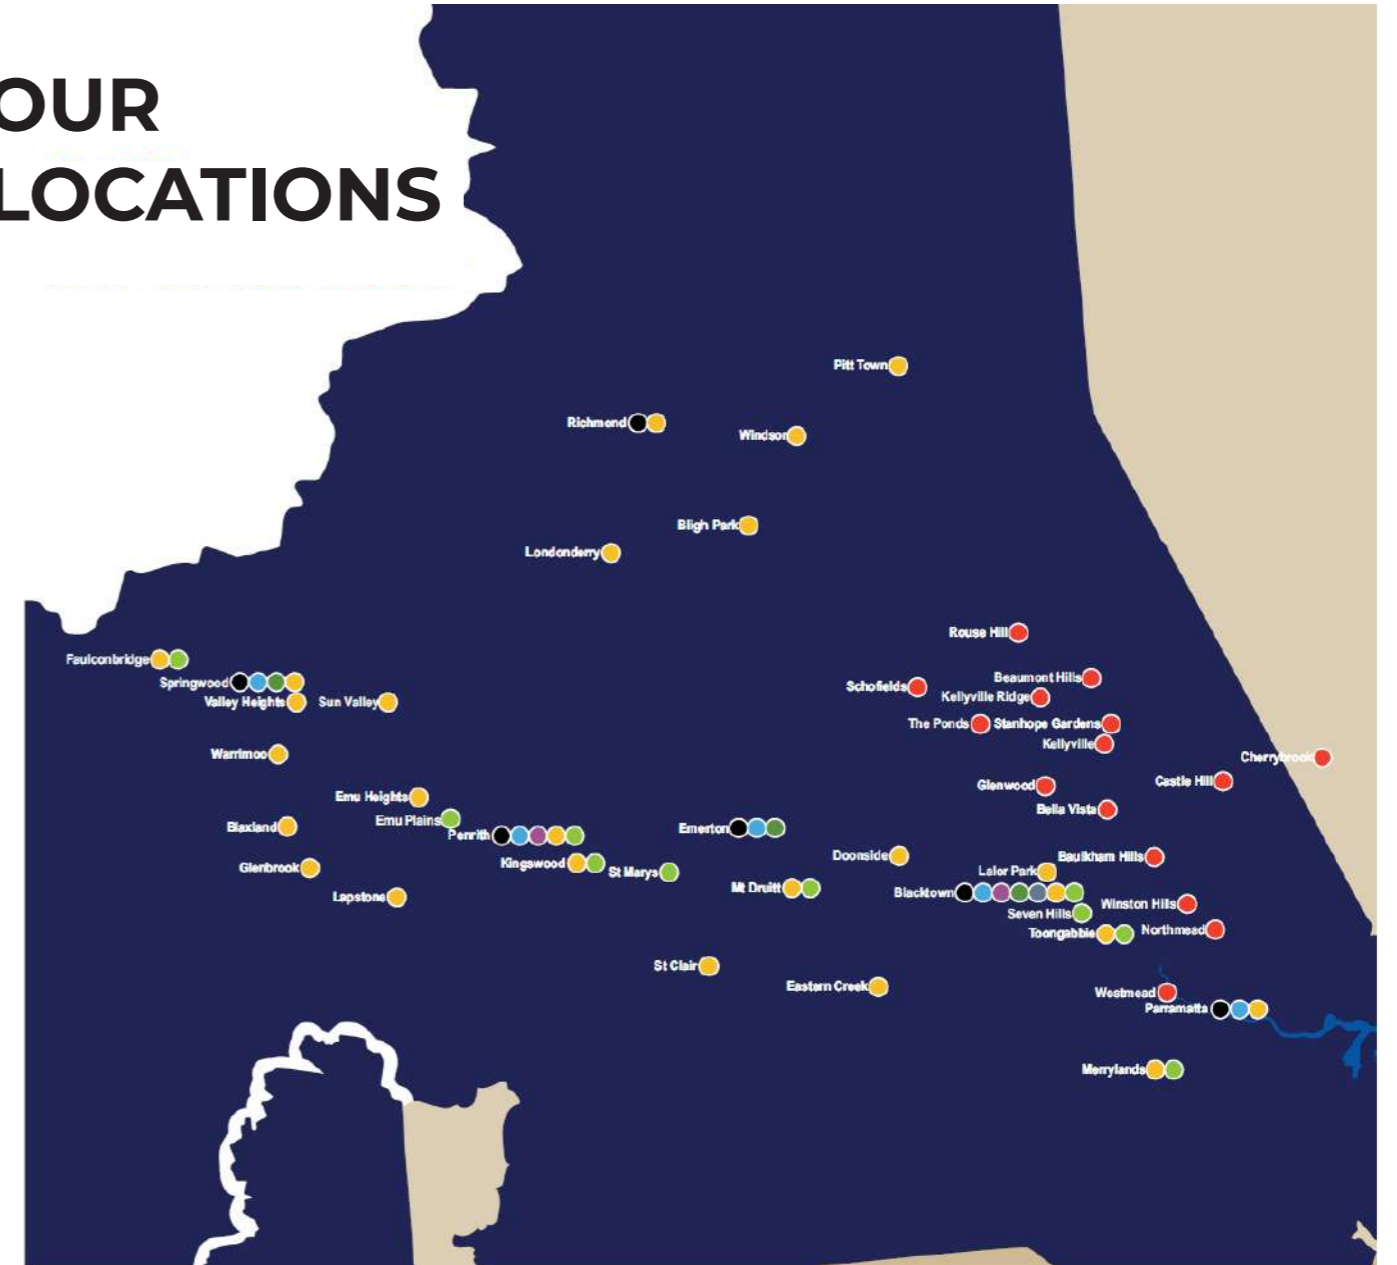 OUR
LOCATIONS
Pitt Town
Richmond
Windsor
Bligh Park
Londonderry
Rouse Hill
Faulconbridge
Springwood
Valley Heights
Sun Valley
Beaumont Hills
Schofields
Kellyville Ridge
The Ponds
Stanhope Gardens
Kellyville
Warrimoo
Cherrybrook
Castle Hill
Glenwood
Emu Heights
Bella Vista
Emu Plains
Blaxland
Penrith
Emerton
Doonside
Baulkham Hills
Glenbrook
Kingswood
St Marys
Lalor Park
Mt Druitt
Blacktown
Lapstone
Winston Hills
Seven Hills
Toongabbie
Northmead
St Clair
Eastern Creek
Westmead
Parramatta
Merrylands